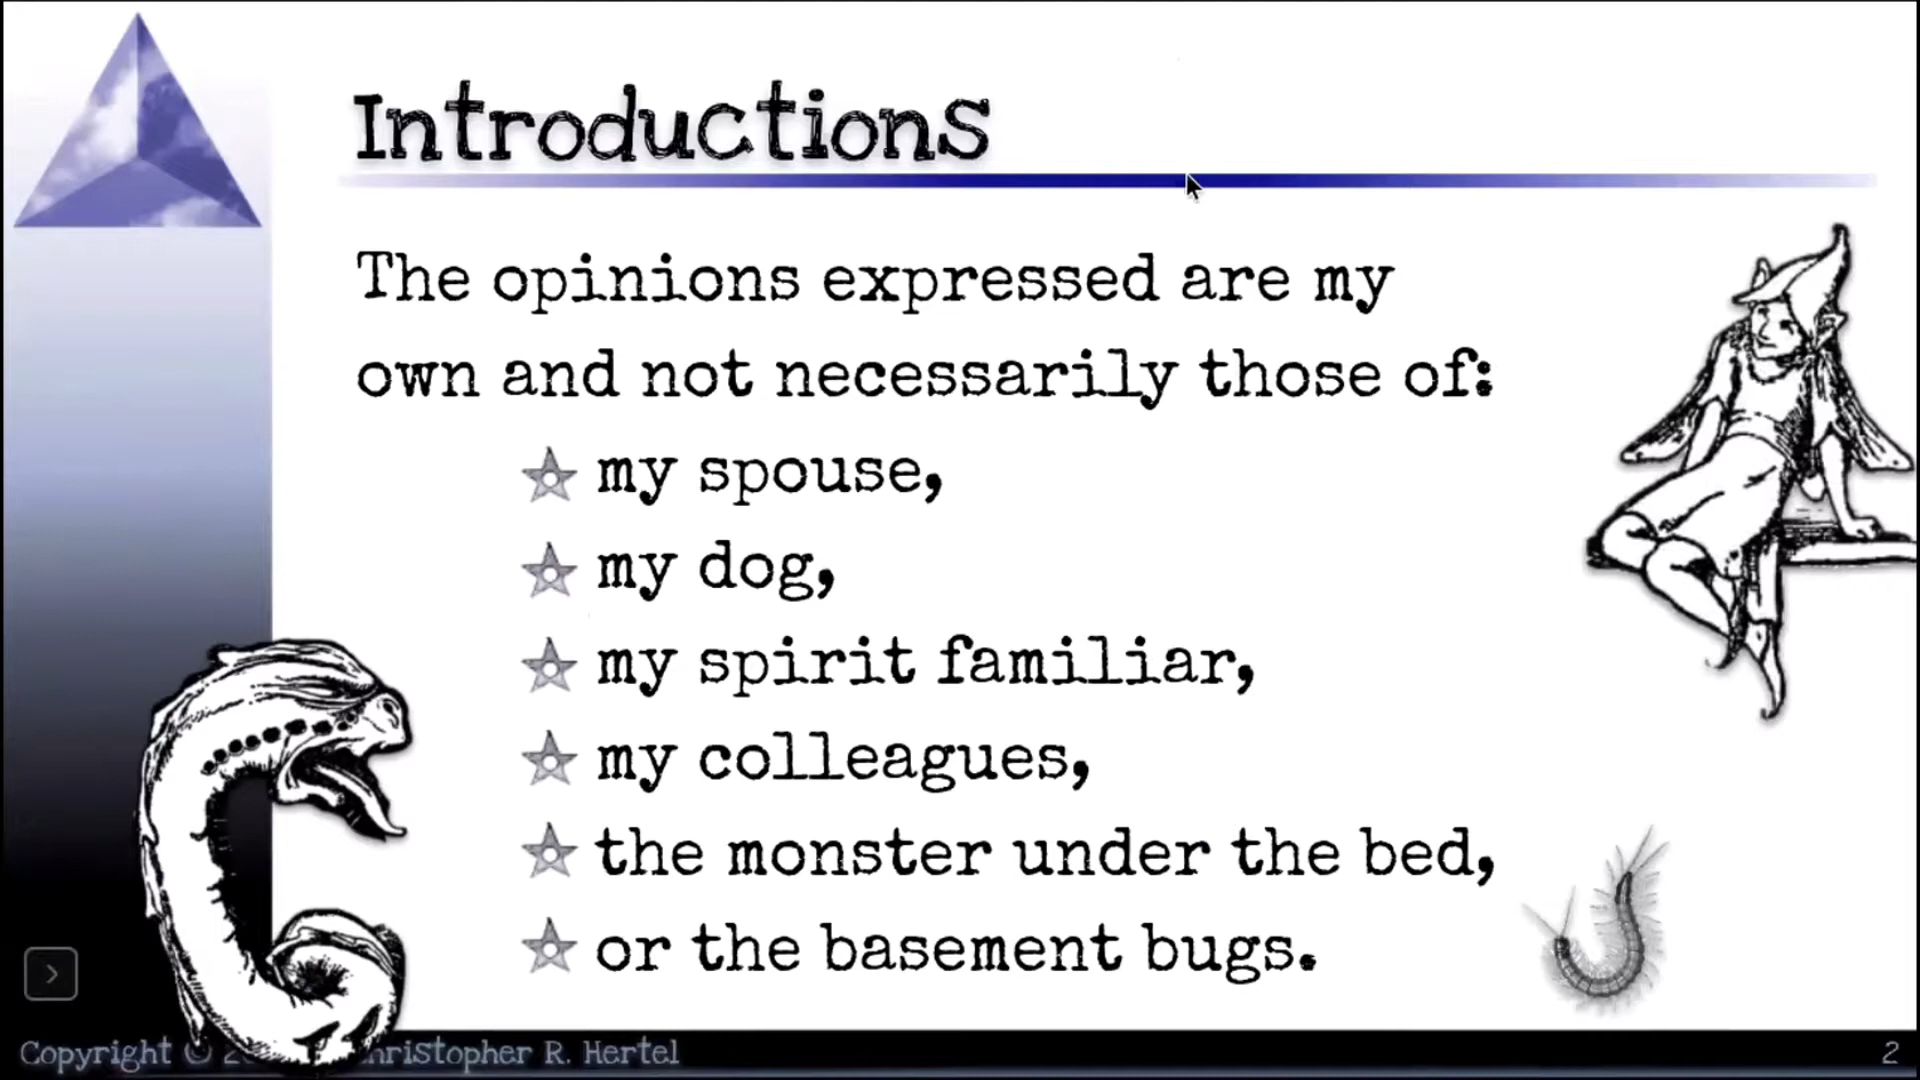 Introductions
The opinions expressed are my
own and not necessarily those of:
my spouse,
my dog,
my spirit familiar,
my colleagues,
the monster under the bed,
or the basement bugs.
Copyright © R. Hertel
2